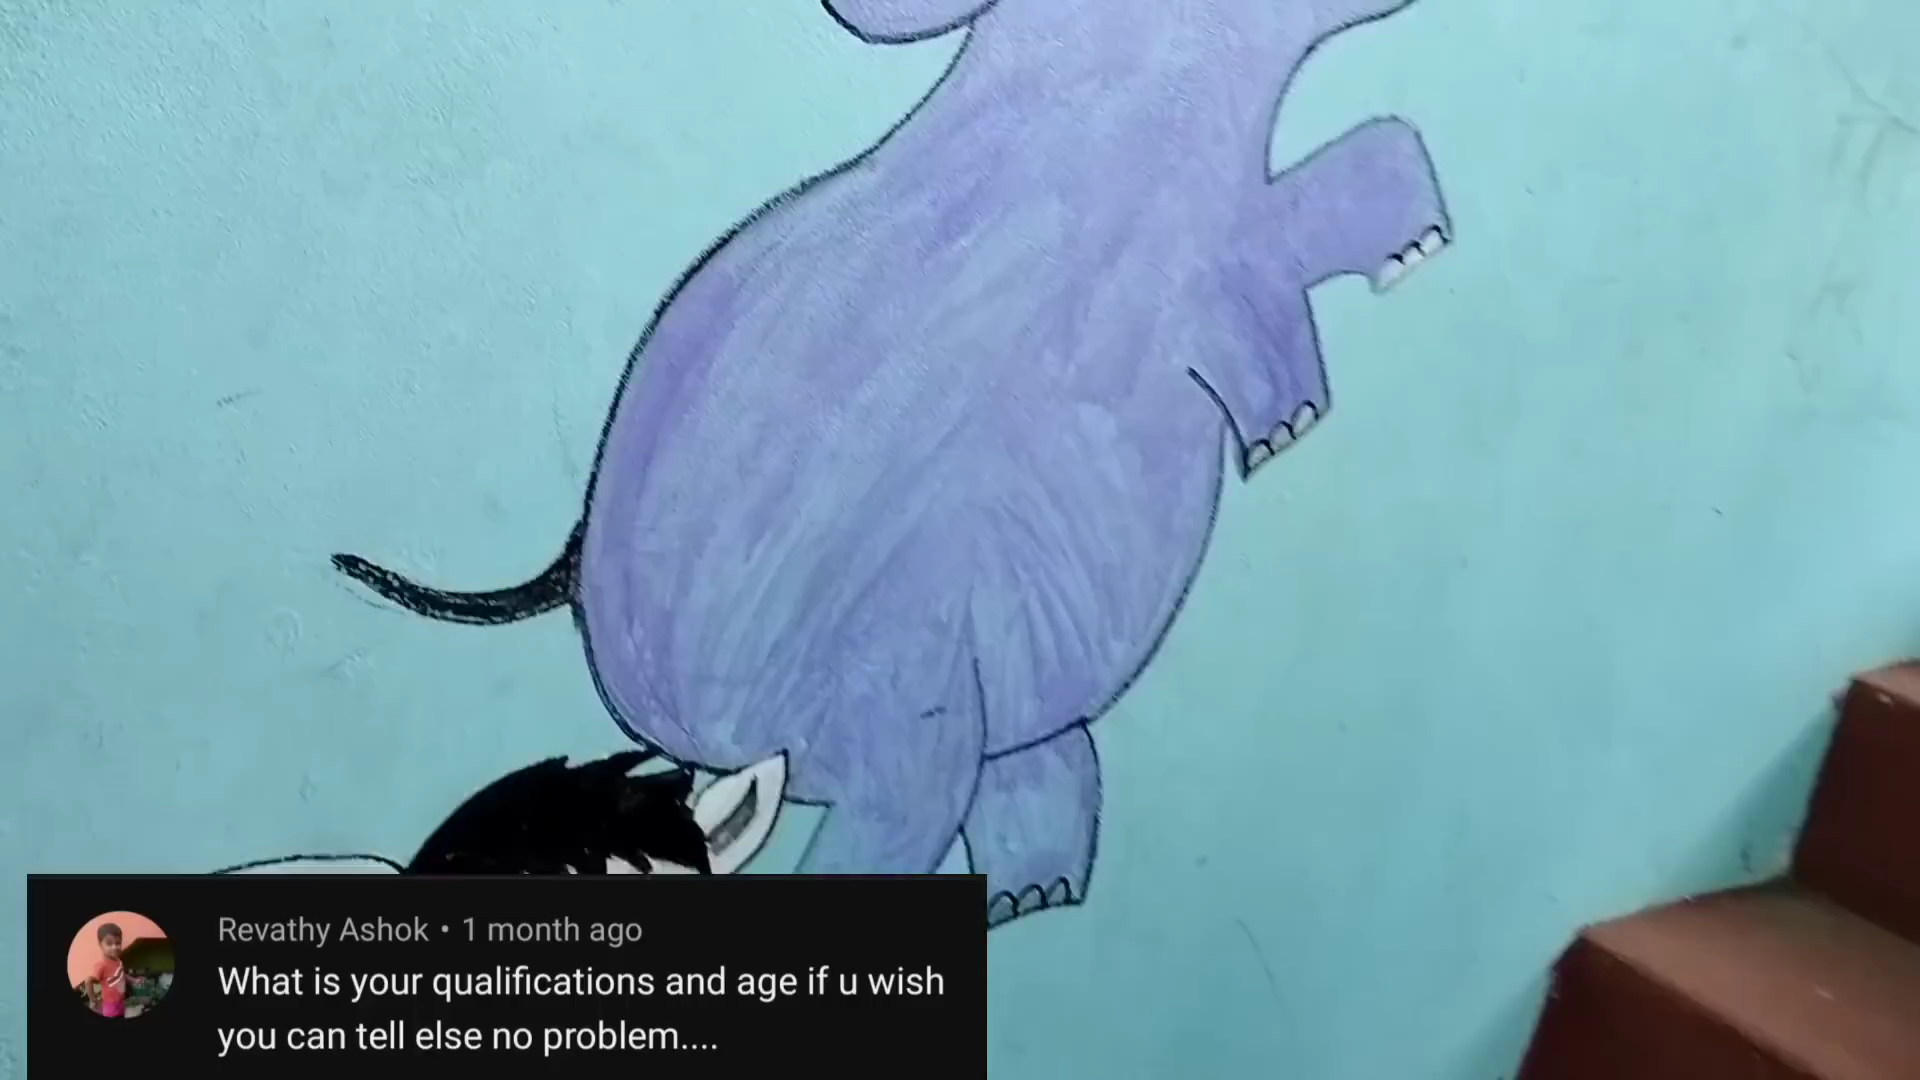 Revathy Ashok • 1 month ago
What is your qualifications and age if u wish
you can tell else no problem....